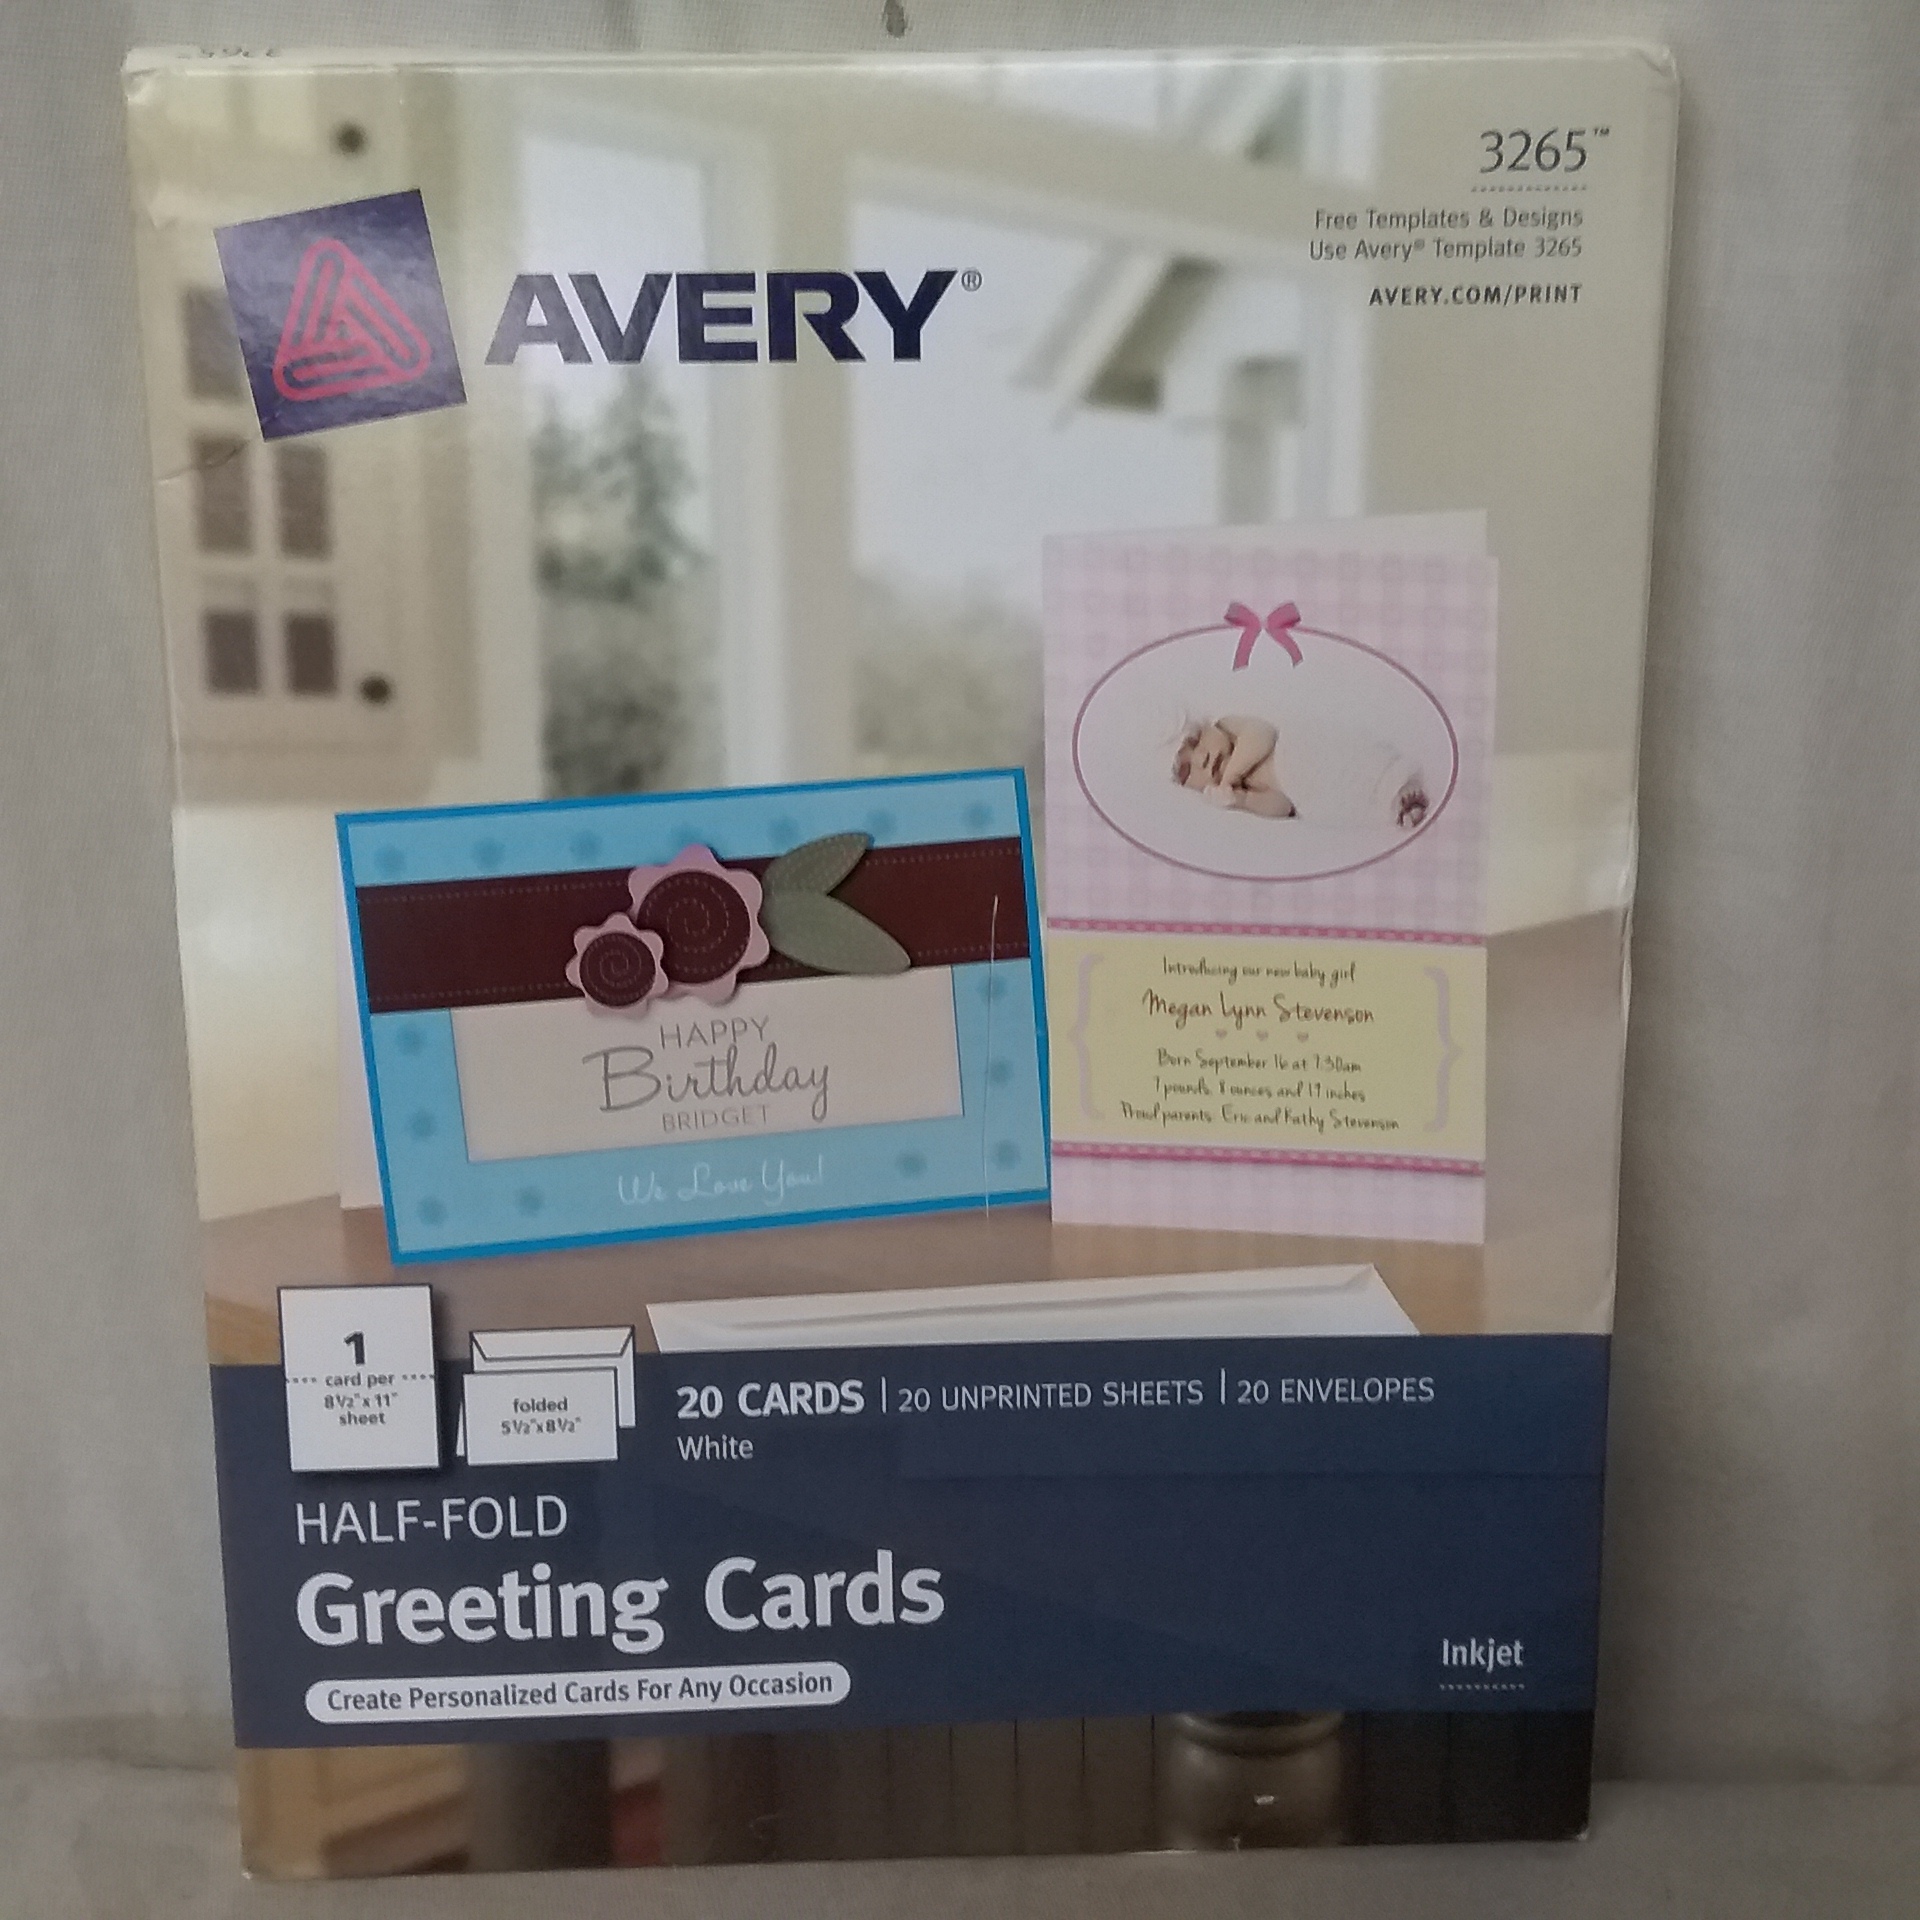 3265™
Free Templates & Designs
Use Avery® Template 3265
AVERY.COM/PRINT
AVERY®
HAPPY
Birthday
BRIDGET
We Love You!
Introducing our new baby girl
Megan Lynn Stevenson
Born September 16 at 7:30am
7 pounds, 8 ounces and 19 inches
Proud parents: Eric and Kathy Stevenson
1
card per
8½"x11"
sheet
folded
5½"x8½"
20 CARDS | 20 UNPRINTED SHEETS | 20 ENVELOPES
White
HALF-FOLD
Greeting Cards
Create Personalized Cards For Any Occasion
Inkjet